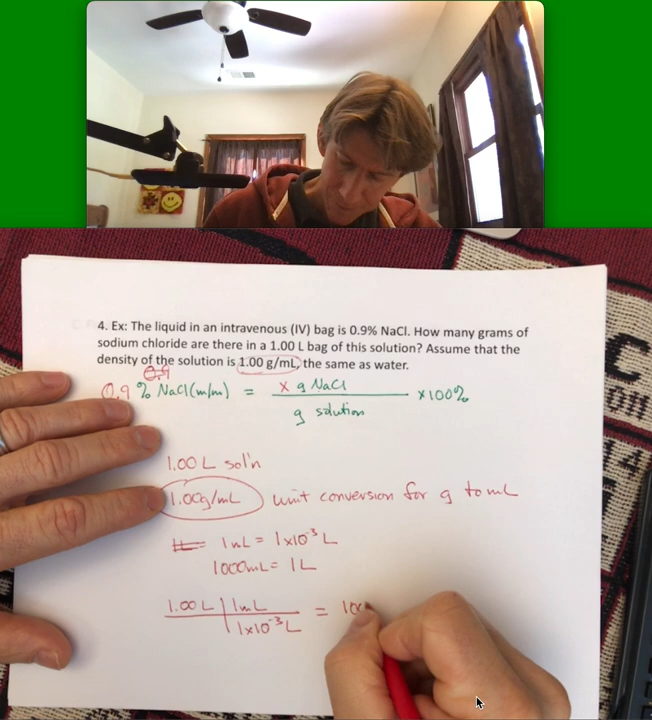 4. Ex: The liquid in an intravenous (IV) bag is 0.9% NaCl. How many grams of
sodium chloride are there in a 1.00 L bag of this solution? Assume that the
density of the solution is 1.00 g/mL, the same as water.
0.9
0.9 % NaCl (m/m) = x g NaCl ×100%
g solution
1.00 L sol'n
1.00g/mL unit conversion for g to mL
1mL = 1x10⁻³ L
1000mL = 1L
1.00 L | 1mL = 100
1x10⁻³ L
C
011
14